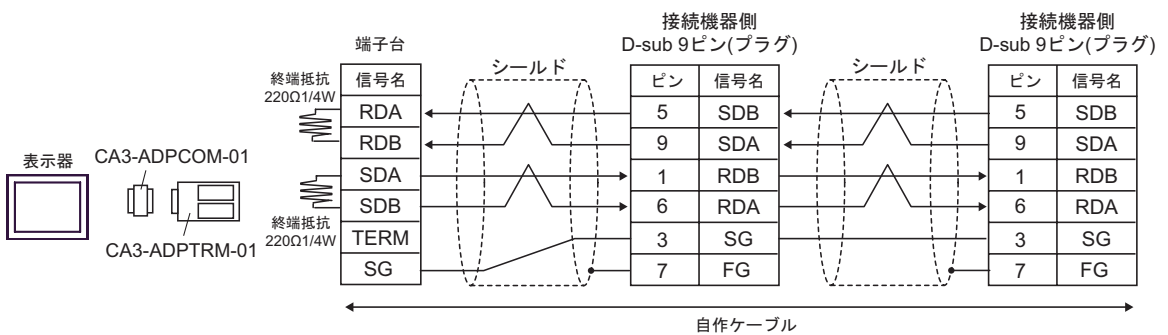 接続機器側
D-sub 9ピン(プラグ)
接続機器側
D-sub 9ピン(プラグ)
端子台
シールド
シールド
終端抵抗
220Ω1/4W
信号名
ピン 信号名
ピン 信号名
RDA
5 SDB
5 SDB
RDB
9 SDA
9 SDA
表示器
CA3-ADPCOM-01
SDA
1 RDB
1 RDB
SDB
6 RDA
6 RDA
終端抵抗
220Ω1/4W
CA3-ADPTRM-01
TERM
3 SG
3 SG
SG
7 FG
7 FG
自作ケーブル